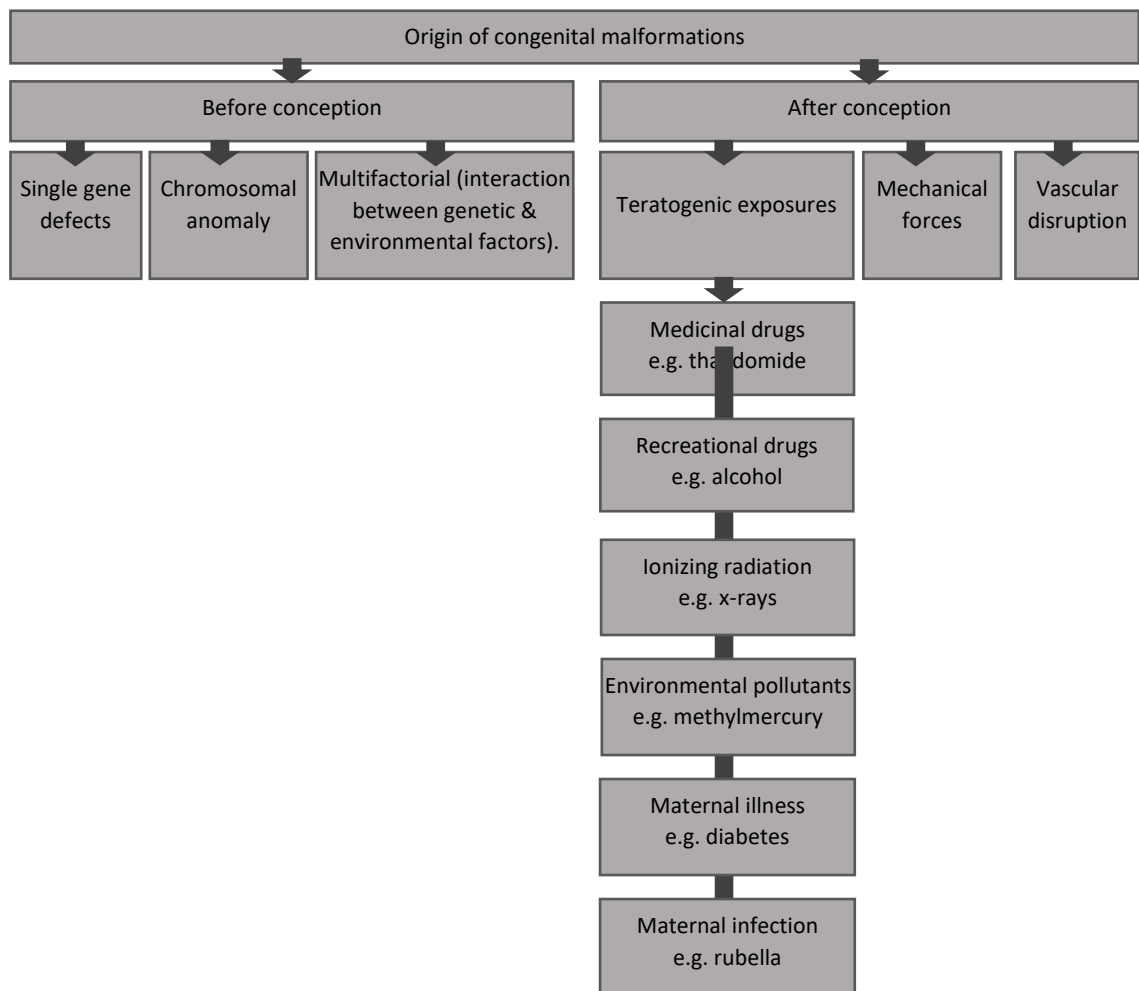 Origin of congenital malformations
Before conception
After conception
Single gene
defects
Chromosomal
anomaly
Multifactorial (interaction
between genetic &
environmental factors).
Teratogenic exposures
Mechanical
forces
Vascular
disruption
Medicinal drugs
e.g. thalidomide
Recreational drugs
e.g. alcohol
Ionizing radiation
e.g. x-rays
Environmental pollutants
e.g. methylmercury
Maternal illness
e.g. diabetes
Maternal infection
e.g. rubella